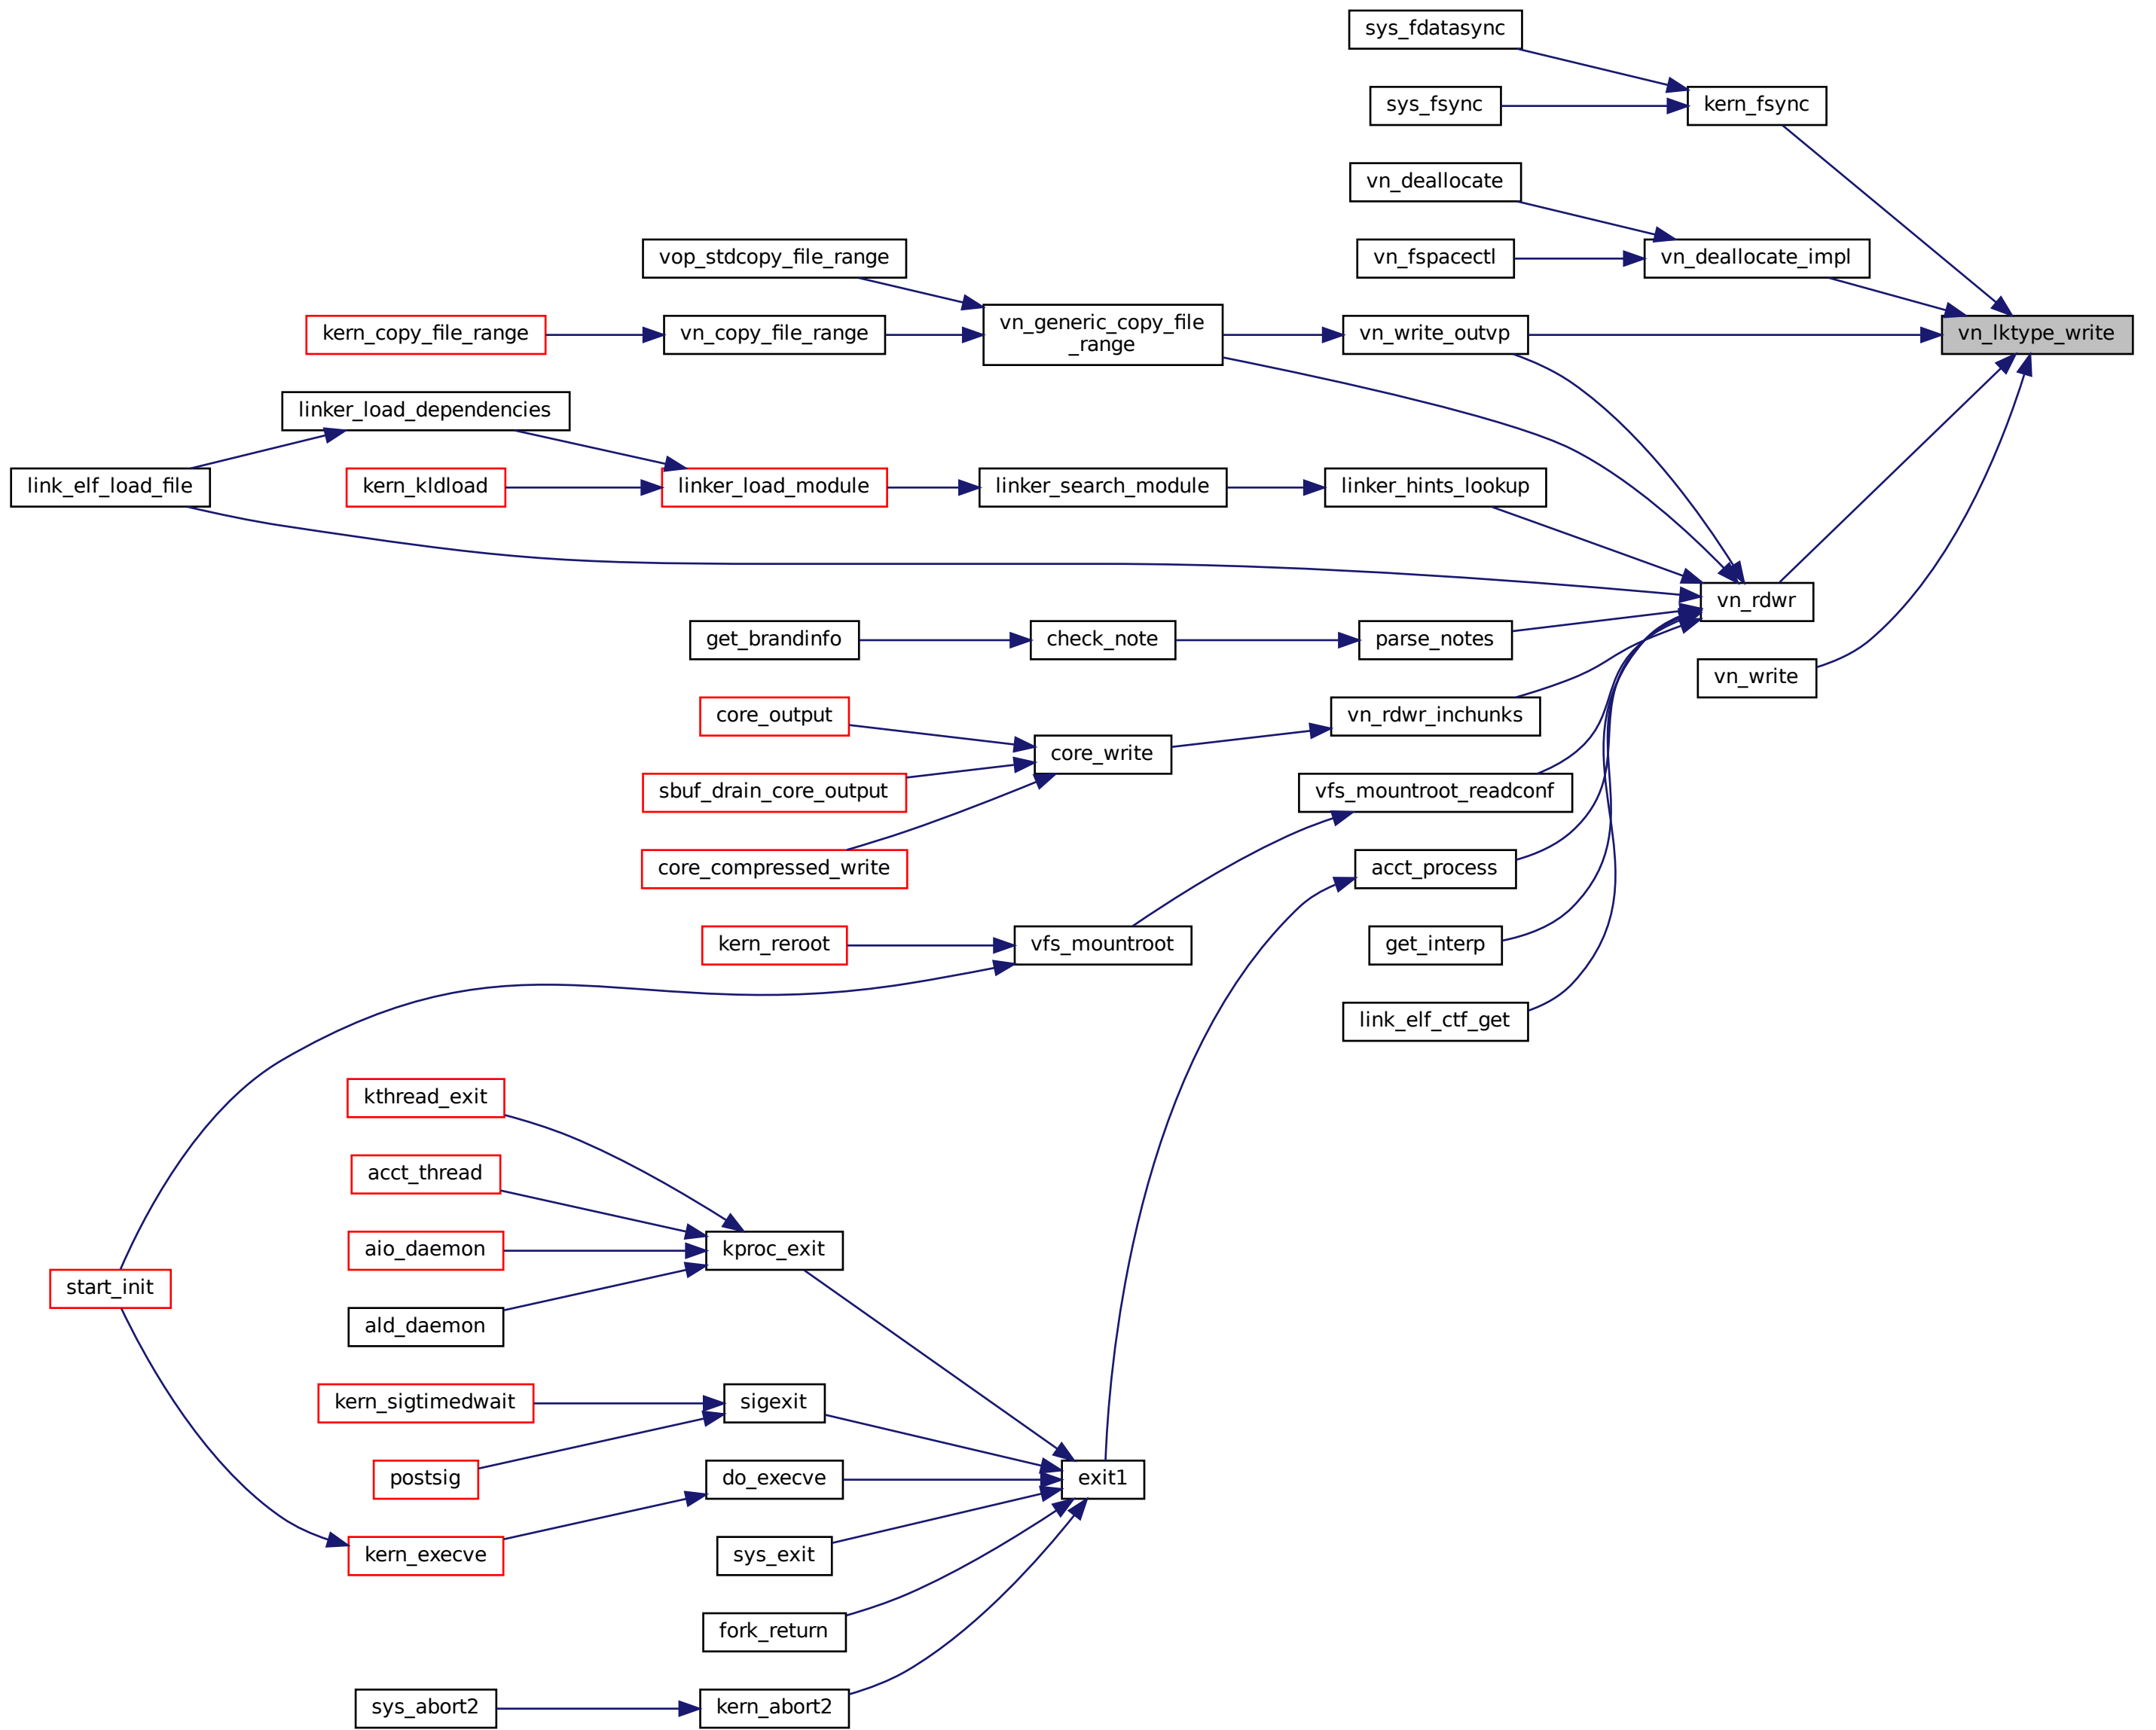 sys_fdatasync
sys_fsync
kern_fsync
vn_deallocate
vop_stdcopy_file_range
vn_fspacectl
vn_deallocate_impl
kern_copy_file_range
vn_copy_file_range
vn_generic_copy_file
_range
vn_write_outvp
vn_lktype_write
linker_load_dependencies
link_elf_load_file
kern_kldload
linker_load_module
linker_search_module
linker_hints_lookup
vn_rdwr
get_brandinfo
check_note
parse_notes
vn_write
core_output
vn_rdwr_inchunks
core_write
sbuf_drain_core_output
vfs_mountroot_readconf
core_compressed_write
acct_process
kern_reroot
vfs_mountroot
get_interp
link_elf_ctf_get
kthread_exit
acct_thread
aio_daemon
kproc_exit
start_init
ald_daemon
kern_sigtimedwait
sigexit
postsig
do_execve
exit1
kern_execve
sys_exit
fork_return
sys_abort2
kern_abort2